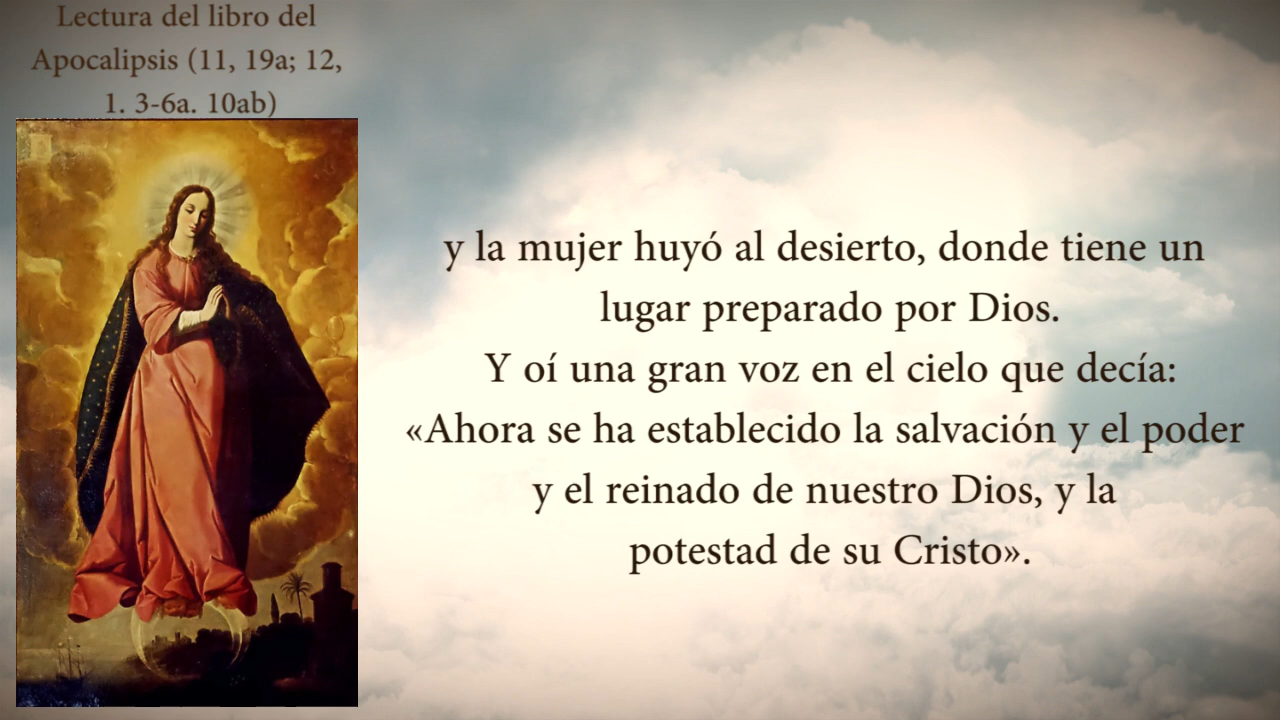 Lectura del libro del
Apocalipsis (11, 19a; 12,
1. 3-6a. 10ab)
y la mujer huyó al desierto, donde tiene un
lugar preparado por Dios.
Y oí una gran voz en el cielo que decía:
«Ahora se ha establecido la salvación y el poder
y el reinado de nuestro Dios, y la
potestad de su Cristo».